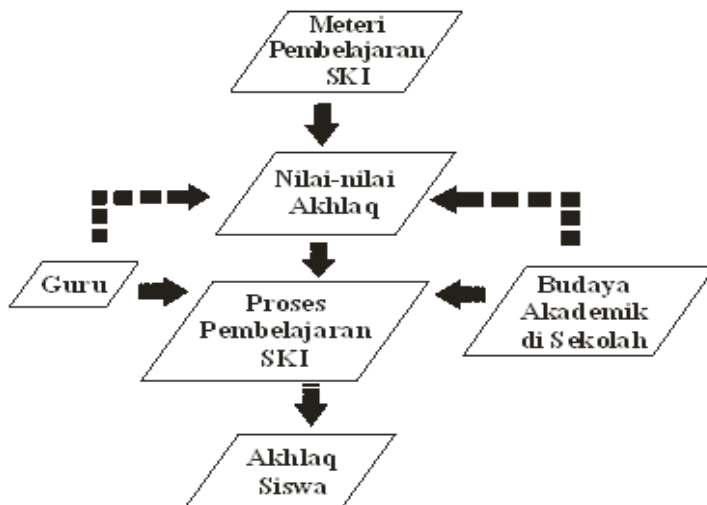 Meteri
Pembelajaran
SKI
Nilai-nilai
Akhlaq
Guru
Proses
Pembelajaran
SKI
Budaya
Akademik
di Sekolah
Akhlaq
Siswa